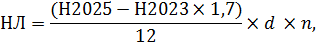 НЛ = (Н2025 − Н2023 × 1,7) / 12 × d × n,